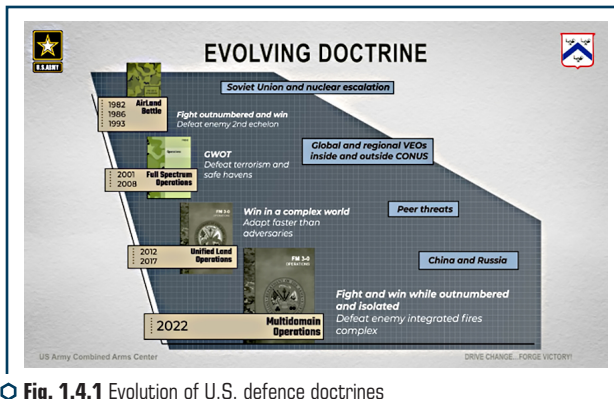 U.S.ARMY
EVOLVING DOCTRINE
Soviet Union and nuclear escalation
1982
1986
1993
AirLand
Battle
Fight outnumbered and win
Defeat enemy 2nd echelon
Global and regional VEOs
inside and outside CONUS
GWOT
Defeat terrorism and
safe havens
2001
2008
Full Spectrum
Operations
Win in a complex world
Adapt faster than
adversaries
Peer threats
FM 3-0
2012
2017
Unified Land
Operations
China and Russia
FM 3-0
OPERATIONS
Fight and win while outnumbered
and isolated
Defeat enemy integrated fires
complex
2022
Multidomain
Operations
US Army Combined Arms Center
DRIVE CHANGE...FORGE VICTORY!
Fig. 1.4.1 Evolution of U.S. defence doctrines